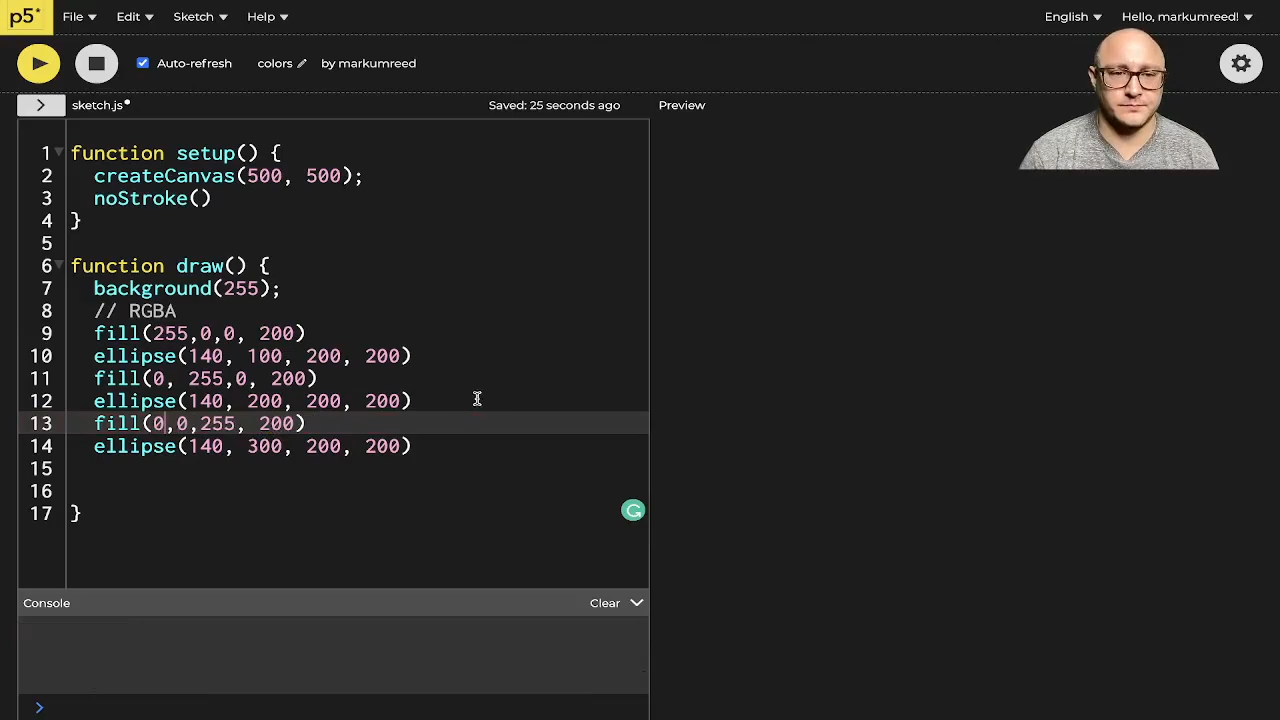 p5* File Edit Sketch Help English Hello, markumreed!
Auto-refresh colors by markumreed
sketch.js Saved: 25 seconds ago Preview
1 function setup() {
2 createCanvas(500, 500);
3 noStroke()
4 }
5
6 function draw() {
7 background(255);
8 // RGBA
9 fill(255,0,0, 200)
10 ellipse(140, 100, 200, 200)
11 fill(0, 255,0, 200)
12 ellipse(140, 200, 200, 200)
13 fill(0,0,255, 200)
14 ellipse(140, 300, 200, 200)
15
16
17 }
Console Clear
>